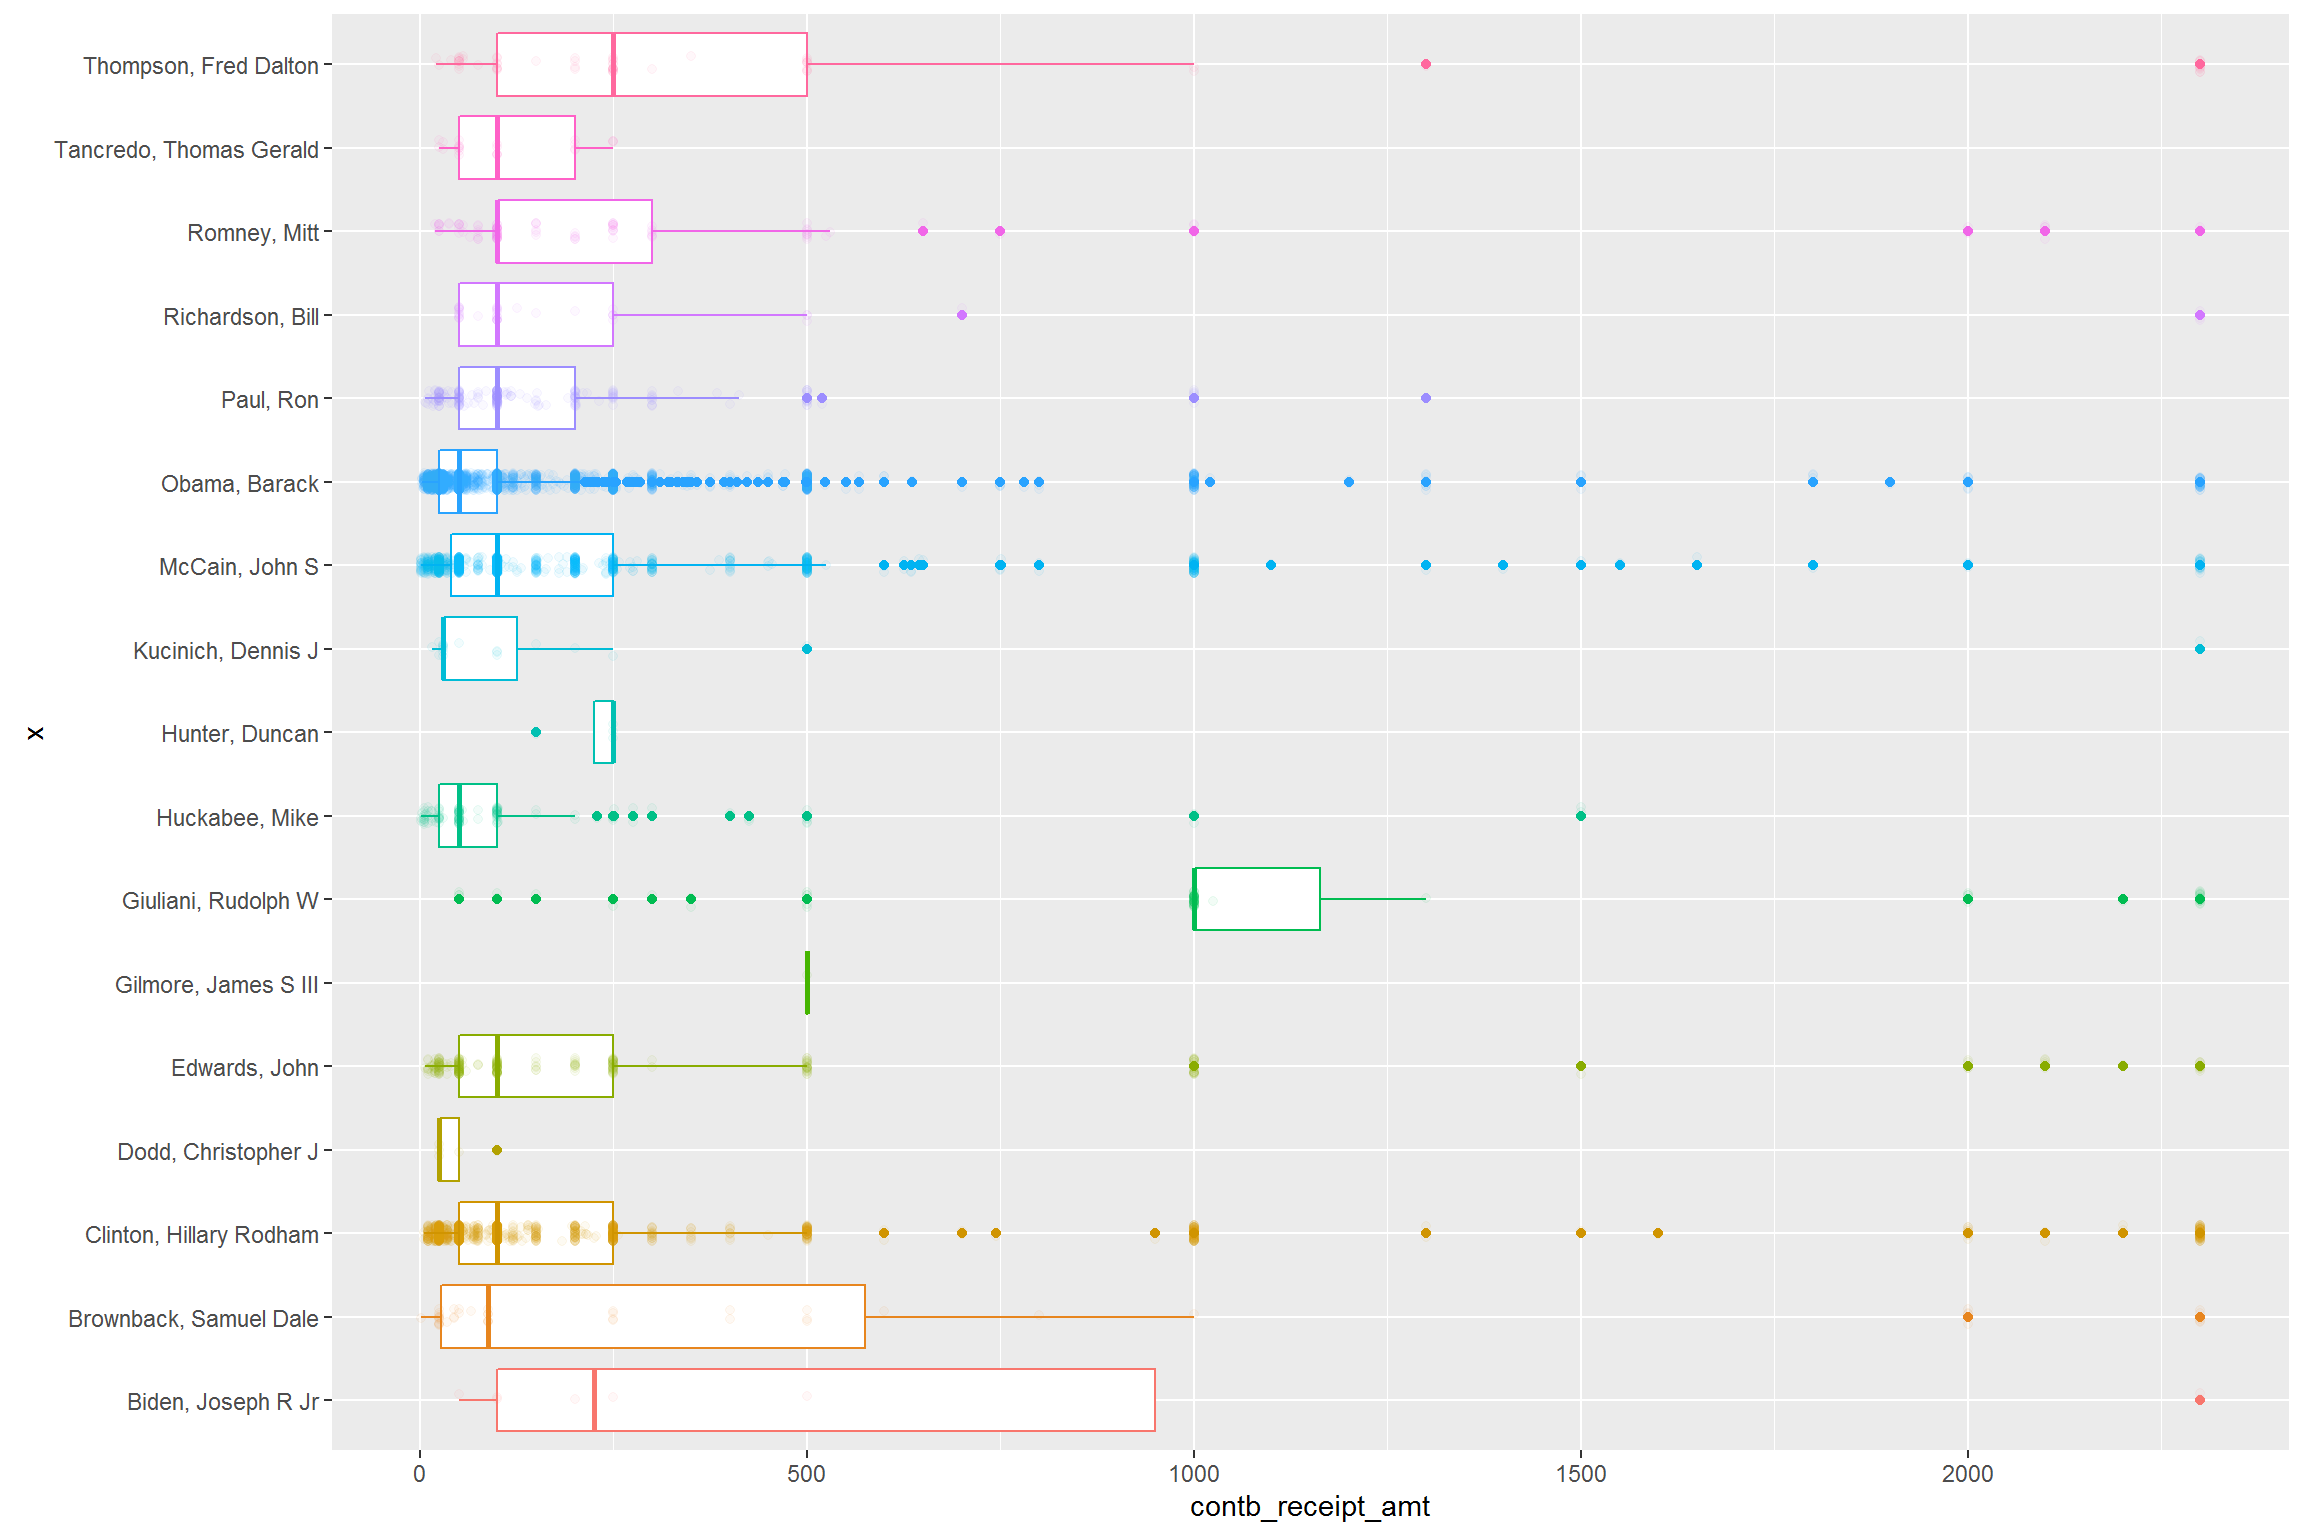 Thompson, Fred Dalton
Tancredo, Thomas Gerald
Romney, Mitt
Richardson, Bill
Paul, Ron
Obama, Barack
McCain, John S
Kucinich, Dennis J
Hunter, Duncan
Huckabee, Mike
Giuliani, Rudolph W
Gilmore, James S III
Edwards, John
Dodd, Christopher J
Clinton, Hillary Rodham
Brownback, Samuel Dale
Biden, Joseph R Jr
x
0 500 1000 1500 2000
contb_receipt_amt